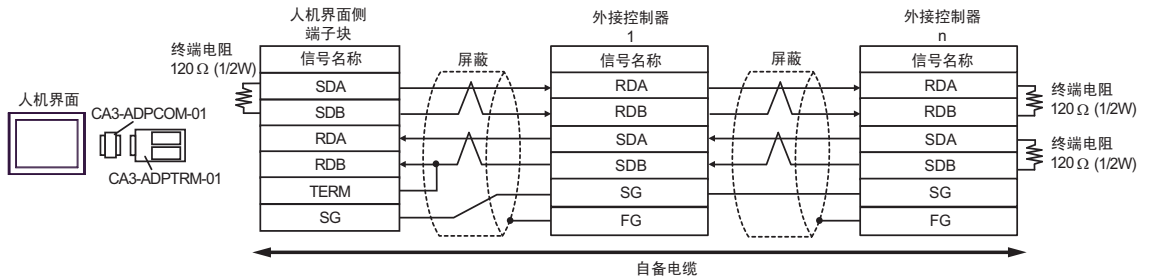 人机界面侧
端子块
外接控制器
1
外接控制器
n
终端电阻
120 Ω (1/2W)
信号名称
屏蔽
信号名称
屏蔽
信号名称
SDA
RDA
RDA
终端电阻
120 Ω (1/2W)
人机界面
CA3-ADPCOM-01
SDB
RDB
RDB
RDA
SDA
SDA
终端电阻
120 Ω (1/2W)
RDB
SDB
SDB
CA3-ADPTRM-01
TERM
SG
SG
SG
FG
FG
自备电缆